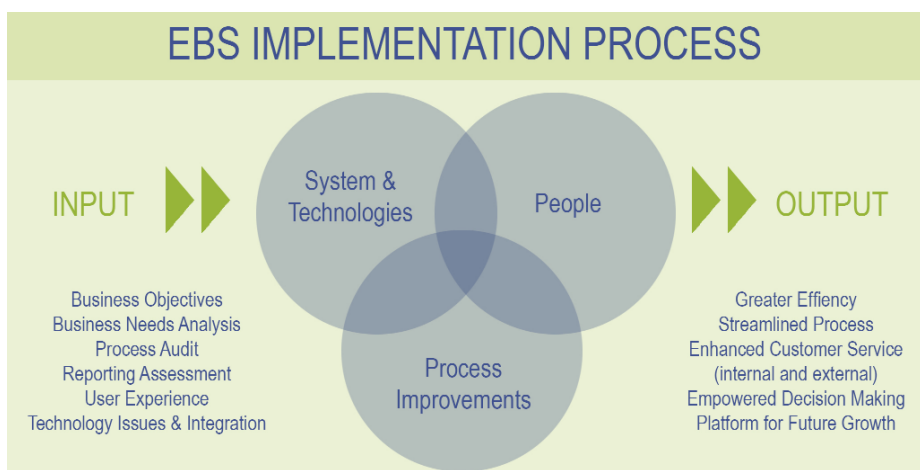 EBS IMPLEMENTATION PROCESS
INPUT
System &
Technologies
People
OUTPUT
Business Objectives
Business Needs Analysis
Process Audit
Reporting Assessment
User Experience
Technology Issues & Integration
Process
Improvements
Greater Effiency
Streamlined Process
Enhanced Customer Service
(internal and external)
Empowered Decision Making
Platform for Future Growth